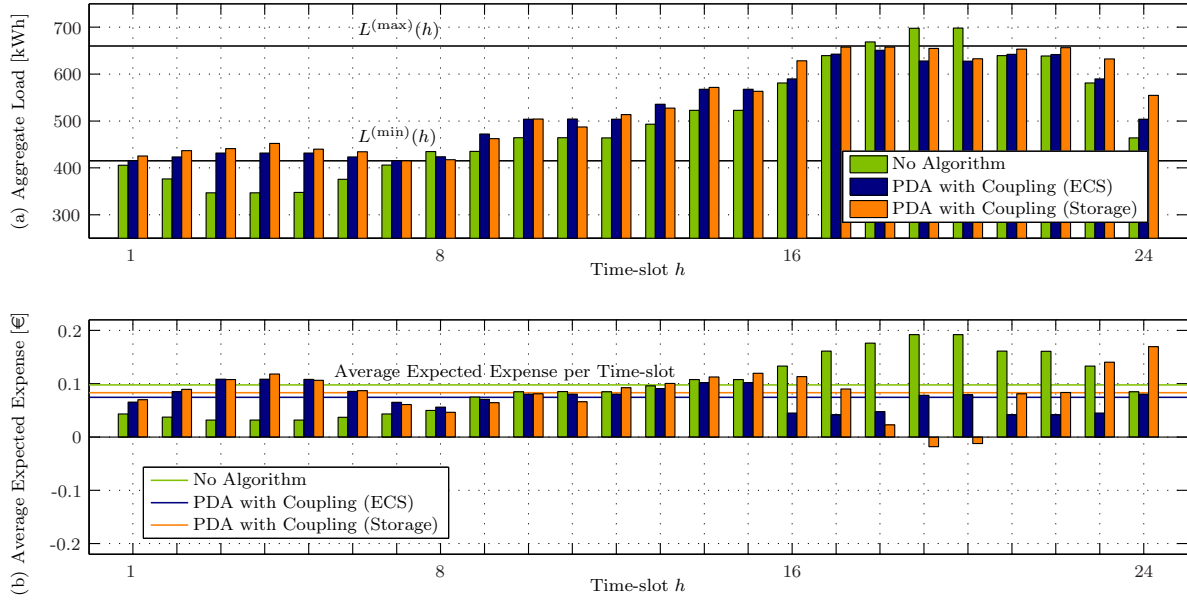 (a) Aggregate Load [kWh]
700
600
500
400
300
L^(max)(h)
L^(min)(h)
No Algorithm
PDA with Coupling (ECS)
PDA with Coupling (Storage)
1 8 16 24
Time-slot h
(b) Average Expected Expense [€]
0.2
0.1
0
-0.1
-0.2
Average Expected Expense per Time-slot
No Algorithm
PDA with Coupling (ECS)
PDA with Coupling (Storage)
1 8 16 24
Time-slot h